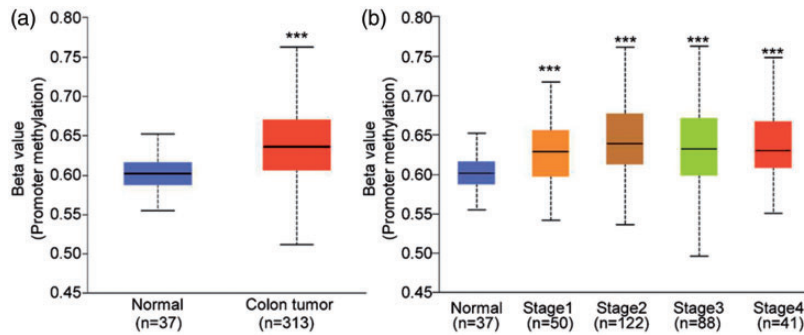 (a)
0.80
0.75
0.70
0.65
0.60
0.55
0.50
0.45
Beta value
(Promoter methylation)
***
Normal
(n=37)
Colon tumor
(n=313)
(b)
0.80
0.75
0.70
0.65
0.60
0.55
0.50
0.45
Beta value
(Promoter methylation)
***
***
***
***
Normal
(n=37)
Stage1
(n=50)
Stage2
(n=122)
Stage3
(n=88)
Stage4
(n=41)